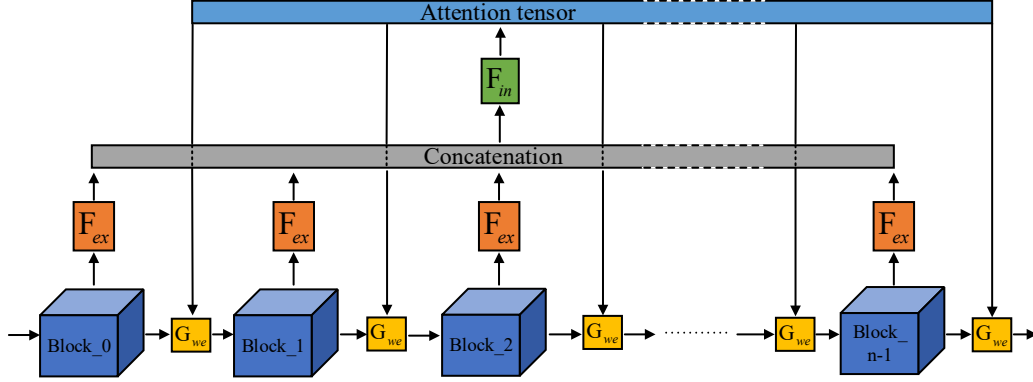 Attention tensor
F_in
Concatenation
F_ex F_ex F_ex F_ex
Block_0 G_we Block_1 G_we Block_2 G_we ........... G_we Block_ n-1 G_we